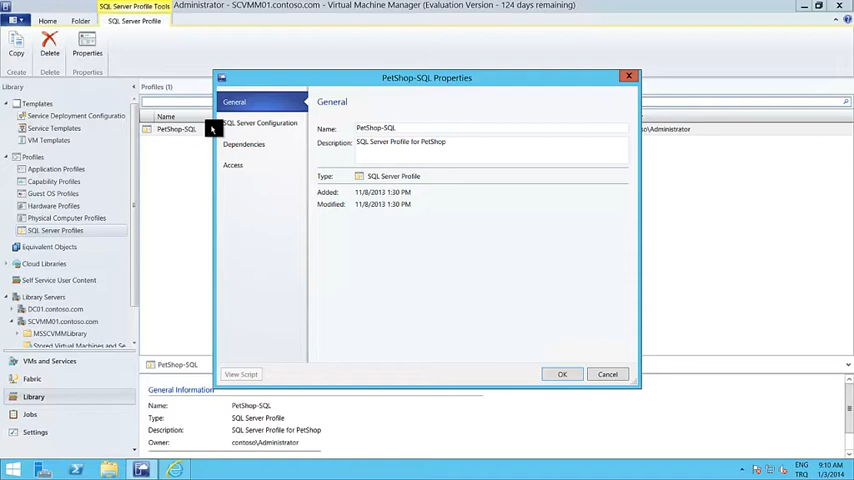 SQL Server Profile Tools
Administrator - SCVMM01.contoso.com - Virtual Machine Manager (Evaluation Version - 124 days remaining)
Home
Folder
SQL Server Profile
Copy
Delete
Properties
Create
Delete
Properties
Library
Templates
Service Deployment Configuratio
Service Templates
VM Templates
Profiles
Application Profiles
Capability Profiles
Guest OS Profiles
Hardware Profiles
Physical Computer Profiles
SQL Server Profiles
Equivalent Objects
Cloud Libraries
Self Service User Content
Library Servers
DC01.contoso.com
SCVMM01.contoso.com
MSSCVMMLibrary
Stored Virtual Machines and Se
VMs and Services
Fabric
Library
Jobs
Settings
Profiles (1)
Name
PetShop-SQL
o\Administrator
PetShop-SQL Properties
General
SQL Server Configuration
Dependencies
Access
General
Name: PetShop-SQL
Description: SQL Server Profile for PetShop
Type: SQL Server Profile
Added: 11/8/2013 1:30 PM
Modified: 11/8/2013 1:30 PM
View Script
OK
Cancel
PetShop-SQL
General Information
Name: PetShop-SQL
Type: SQL Server Profile
Description: SQL Server Profile for PetShop
Owner: contoso\Administrator
ENG 9:10 AM
TRQ 1/3/2014